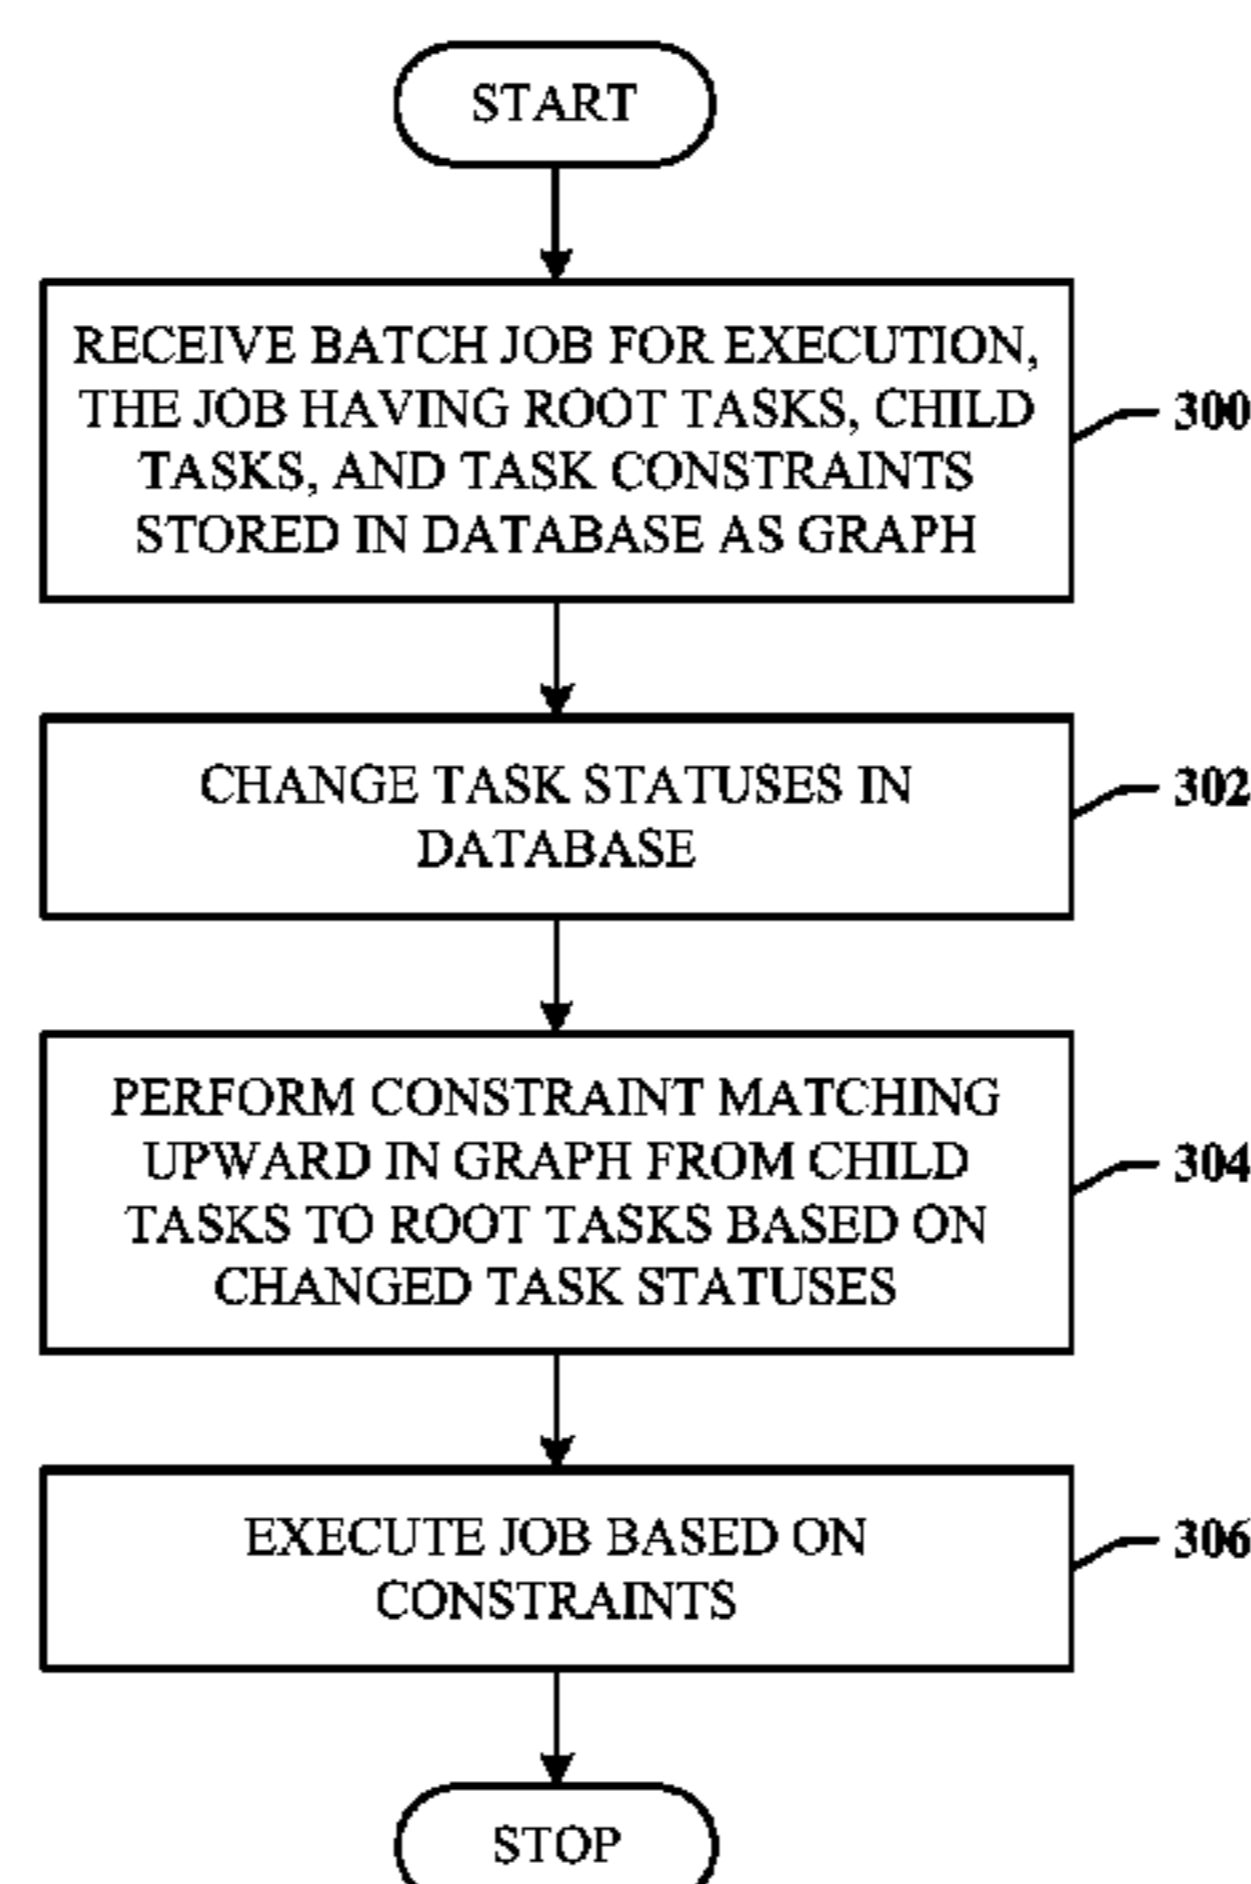 START
RECEIVE BATCH JOB FOR EXECUTION,
THE JOB HAVING ROOT TASKS, CHILD
TASKS, AND TASK CONSTRAINTS
STORED IN DATABASE AS GRAPH
300
CHANGE TASK STATUSES IN
DATABASE
302
PERFORM CONSTRAINT MATCHING
UPWARD IN GRAPH FROM CHILD
TASKS TO ROOT TASKS BASED ON
CHANGED TASK STATUSES
304
EXECUTE JOB BASED ON
CONSTRAINTS
306
STOP